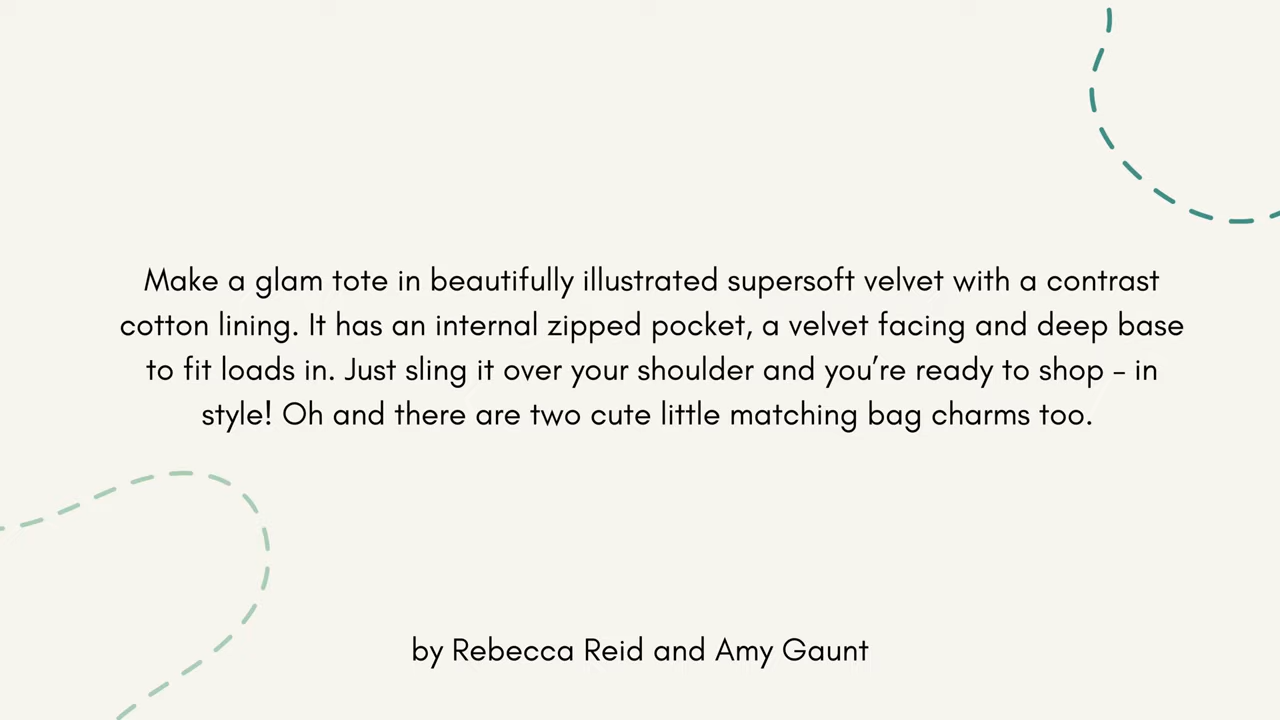 Make a glam tote in beautifully illustrated supersoft velvet with a contrast
cotton lining. It has an internal zipped pocket, a velvet facing and deep base
to fit loads in. Just sling it over your shoulder and you’re ready to shop – in
style! Oh and there are two cute little matching bag charms too.
by Rebecca Reid and Amy Gaunt